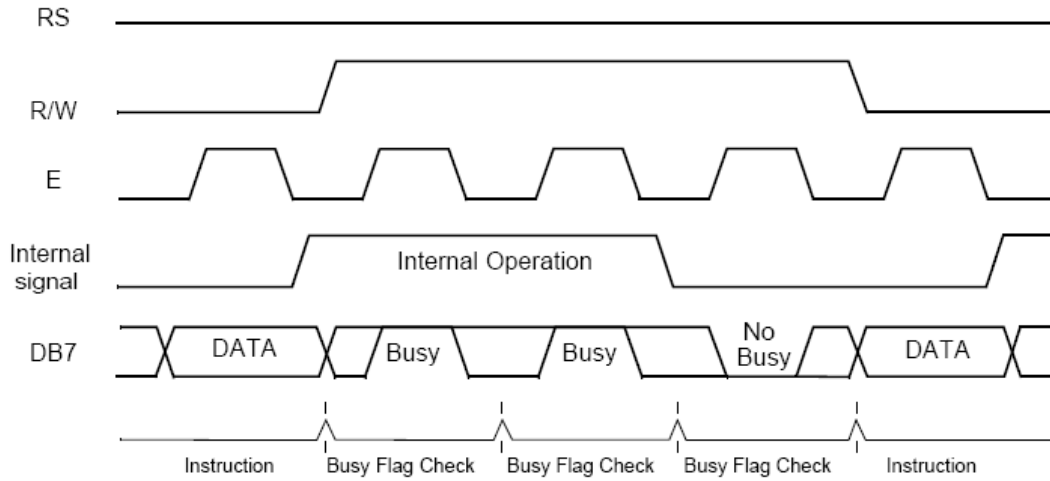 RS
R/W
E
Internal
signal
Internal Operation
DB7
DATA
Busy
Busy
No
Busy
DATA
Instruction
Busy Flag Check
Busy Flag Check
Busy Flag Check
Instruction